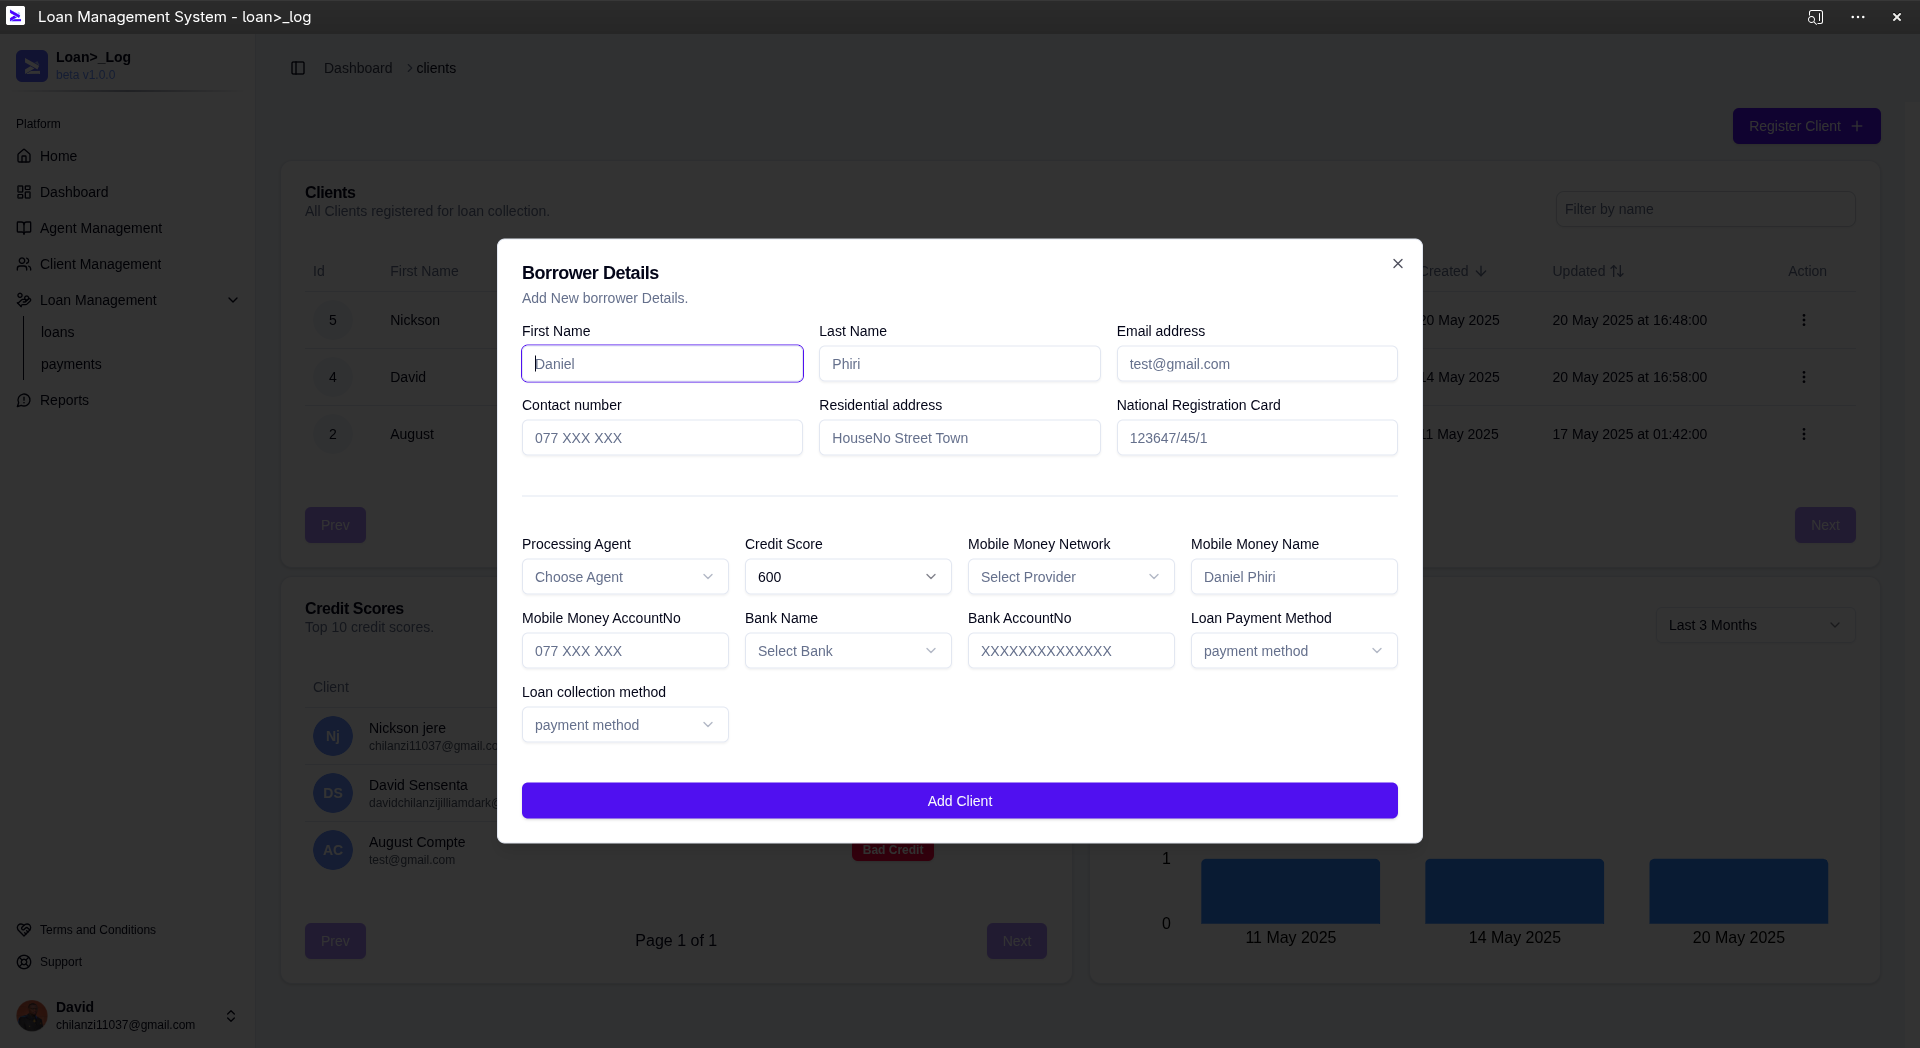 Loan Management System - loan>_log
Loan>_Log
beta v1.0.0
Platform
Home
Dashboard
Agent Management
Client Management
Loan Management
loans
payments
Reports
Terms and Conditions
Support
David
chilanzi11037@gmail.com
Dashboard > clients
Register Client +
Clients
All Clients registered for loan collection.
Filter by name
Id First Name Created Updated Action
5 Nickson 20 May 2025 20 May 2025 at 16:48:00
4 David 14 May 2025 20 May 2025 at 16:58:00
2 August 11 May 2025 17 May 2025 at 01:42:00
Prev Next
Borrower Details
Add New borrower Details.
First Name Last Name Email address
Daniel Phiri test@gmail.com
Contact number Residential address National Registration Card
077 XXX XXX HouseNo Street Town 123647/45/1
Processing Agent Credit Score Mobile Money Network Mobile Money Name
Choose Agent 600 Select Provider Daniel Phiri
Mobile Money AccountNo Bank Name Bank AccountNo Loan Payment Method
077 XXX XXX Select Bank XXXXXXXXXXXXXX payment method
Loan collection method
payment method
Add Client
Credit Scores
Top 10 credit scores.
Client
Nj Nickson jere
chilanzi11037@gmail.co
DS David Sensenta
davidchilanzijilliamdark@
AC August Compte
test@gmail.com
Bad Credit
Prev Page 1 of 1 Next
Last 3 Months
1
0
11 May 2025 14 May 2025 20 May 2025